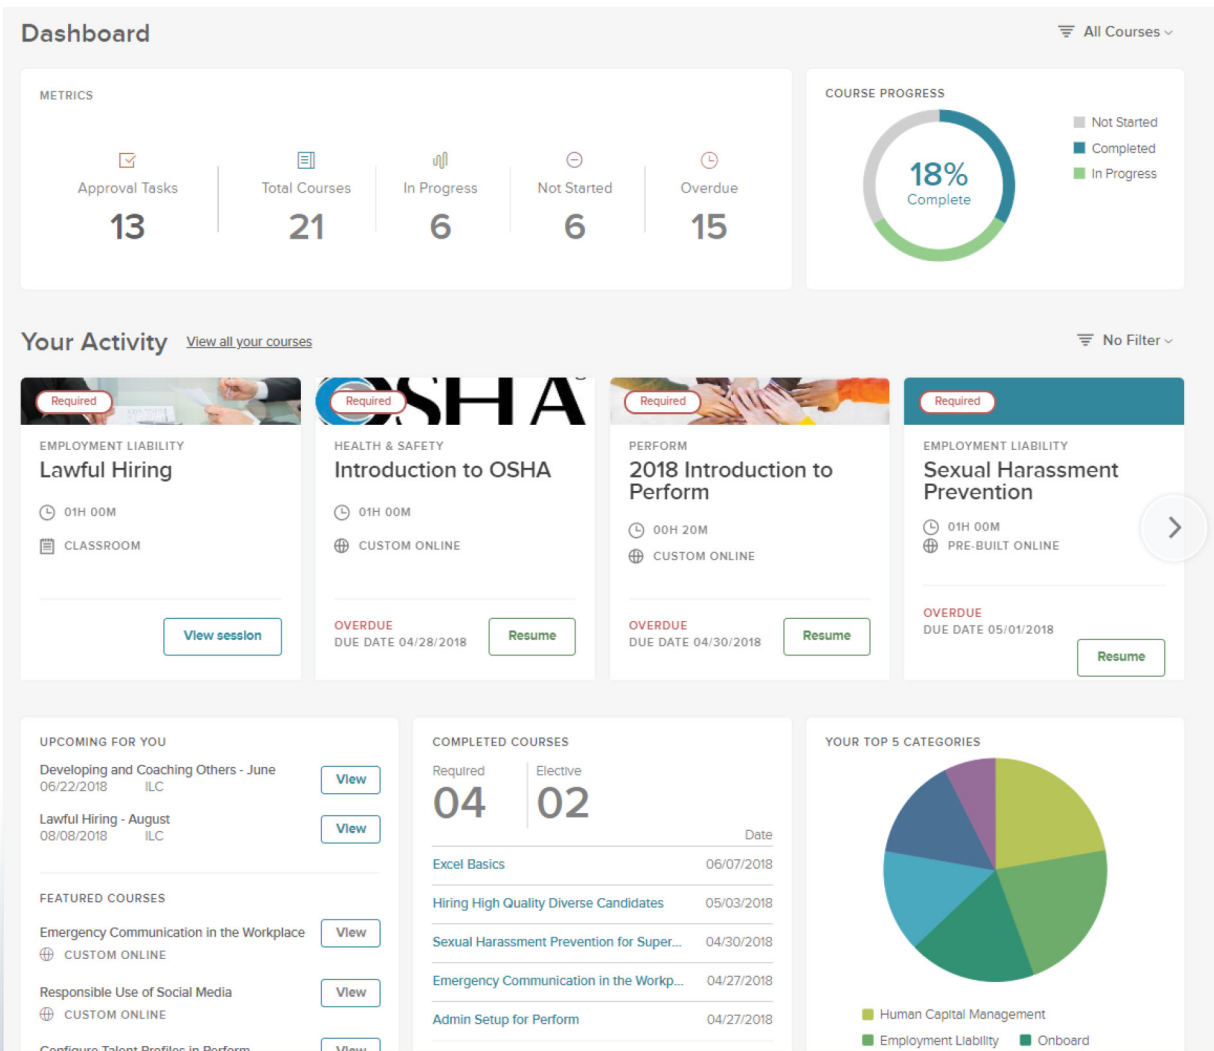 Dashboard
All Courses
METRICS
Approval Tasks
13
Total Courses
21
In Progress
6
Not Started
6
Overdue
15
COURSE PROGRESS
18%
Complete
Not Started
Completed
In Progress
Your Activity
View all your courses
No Filter
Required
EMPLOYMENT LIABILITY
Lawful Hiring
01H 00M
CLASSROOM
View session
OSHA
Required
HEALTH & SAFETY
Introduction to OSHA
01H 00M
CUSTOM ONLINE
OVERDUE
DUE DATE 04/28/2018
Resume
Required
PERFORM
2018 Introduction to
Perform
00H 20M
CUSTOM ONLINE
OVERDUE
DUE DATE 04/30/2018
Resume
Required
EMPLOYMENT LIABILITY
Sexual Harassment
Prevention
01H 00M
PRE-BUILT ONLINE
OVERDUE
DUE DATE 05/01/2018
Resume
UPCOMING FOR YOU
Developing and Coaching Others - June
06/22/2018 ILC
View
Lawful Hiring - August
08/08/2018 ILC
View
FEATURED COURSES
Emergency Communication in the Workplace
CUSTOM ONLINE
View
Responsible Use of Social Media
CUSTOM ONLINE
View
Configure Talent Profiles in Perform
View
COMPLETED COURSES
Required
04
Elective
02
Date
Excel Basics 06/07/2018
Hiring High Quality Diverse Candidates 05/03/2018
Sexual Harassment Prevention for Super... 04/30/2018
Emergency Communication in the Workp... 04/27/2018
Admin Setup for Perform 04/27/2018
YOUR TOP 5 CATEGORIES
Human Capital Management
Employment Liability Onboard